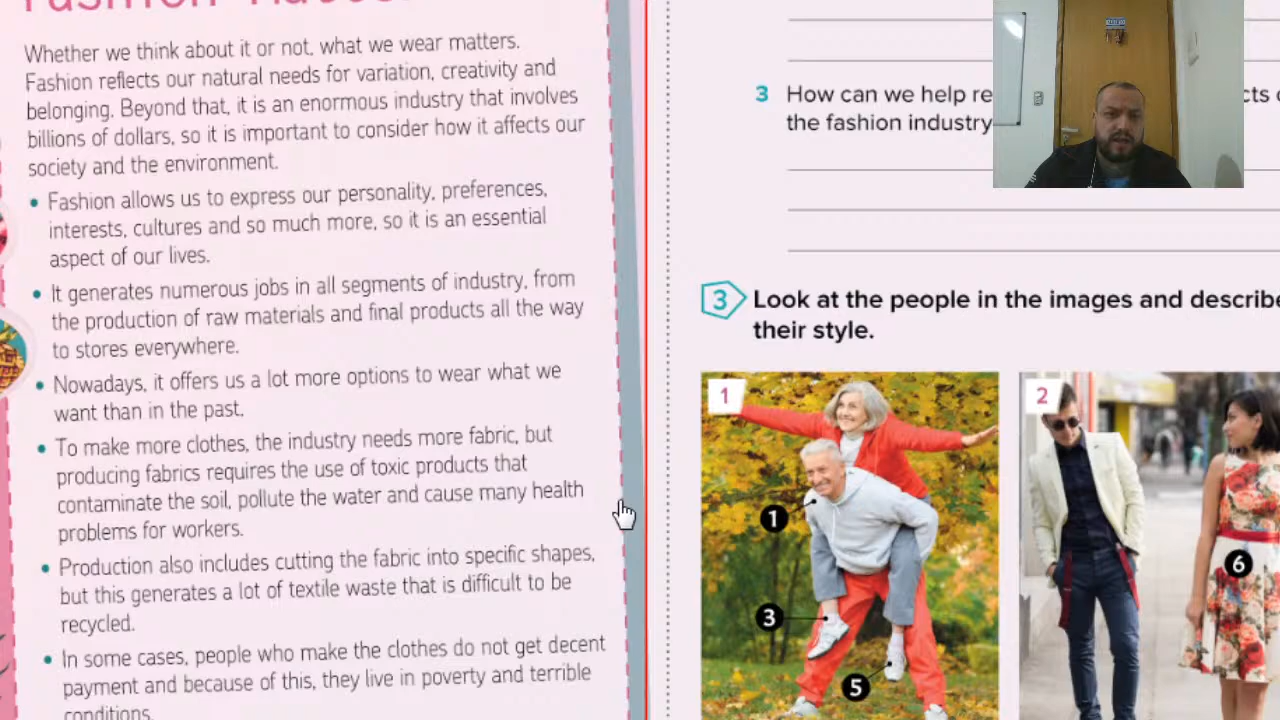 Whether we think about it or not, what we wear matters.
Fashion reflects our natural needs for variation, creativity and
belonging. Beyond that, it is an enormous industry that involves
billions of dollars, so it is important to consider how it affects our
society and the environment.
• Fashion allows us to express our personality, preferences,
interests, cultures and so much more, so it is an essential
aspect of our lives.
• It generates numerous jobs in all segments of industry, from
the production of raw materials and final products all the way
to stores everywhere.
• Nowadays, it offers us a lot more options to wear what we
want than in the past.
• To make more clothes, the industry needs more fabric, but
producing fabrics requires the use of toxic products that
contaminate the soil, pollute the water and cause many health
problems for workers.
• Production also includes cutting the fabric into specific shapes,
but this generates a lot of textile waste that is difficult to be
recycled.
• In some cases, people who make the clothes do not get decent
payment and because of this, they live in poverty and terrible
conditions.
3 How can we help re
the fashion industry
3 Look at the people in the images and describe
their style.
1
2
1
3
5
6